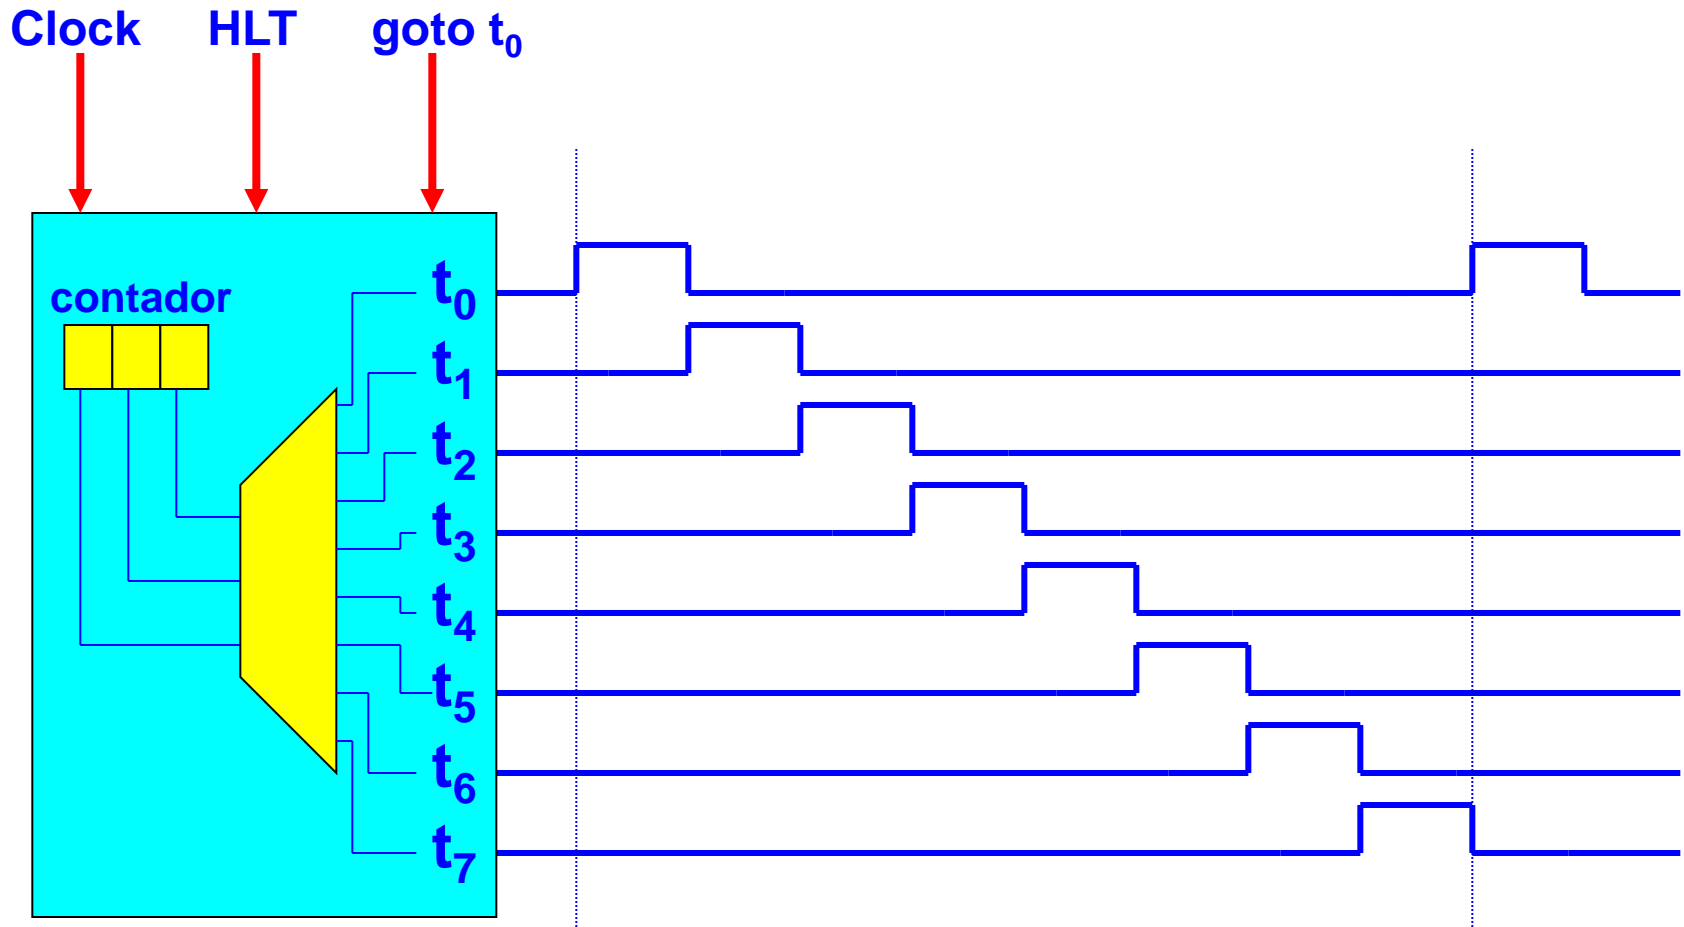 Clock HLT goto t₀
contador
t₀
t₁
t₂
t₃
t₄
t₅
t₆
t₇